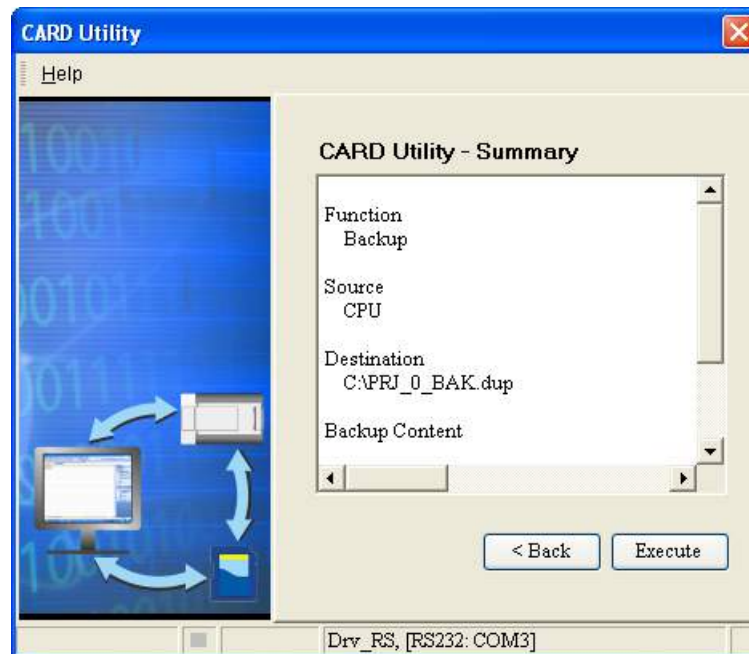 CARD Utility
Help
CARD Utility - Summary
Function
Backup
Source
CPU
Destination
C:\PRJ_0_BAK.dup
Backup Content
< Back
Execute
Drv_RS, [RS232: COM3]